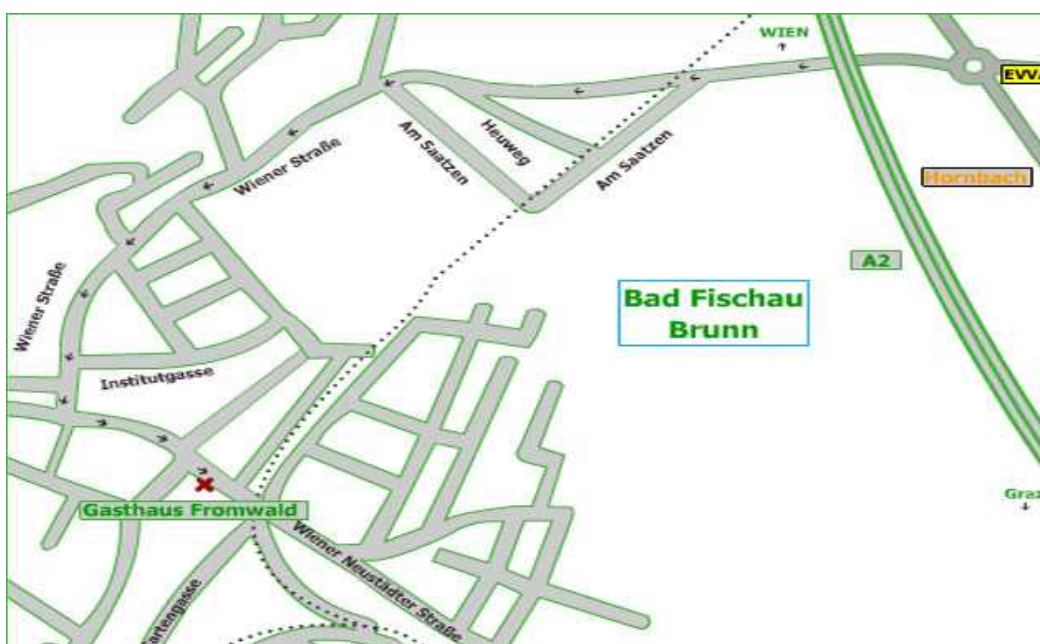 WIEN
EVVA
Heuweg
Am Saatzen
Am Saatzen
Wiener Straße
Hornbach
A2
Wiener Straße
Bad Fischau
Brunn
Institutgasse
Graz
Gasthaus Fromwald
Wiener Neustädter Straße